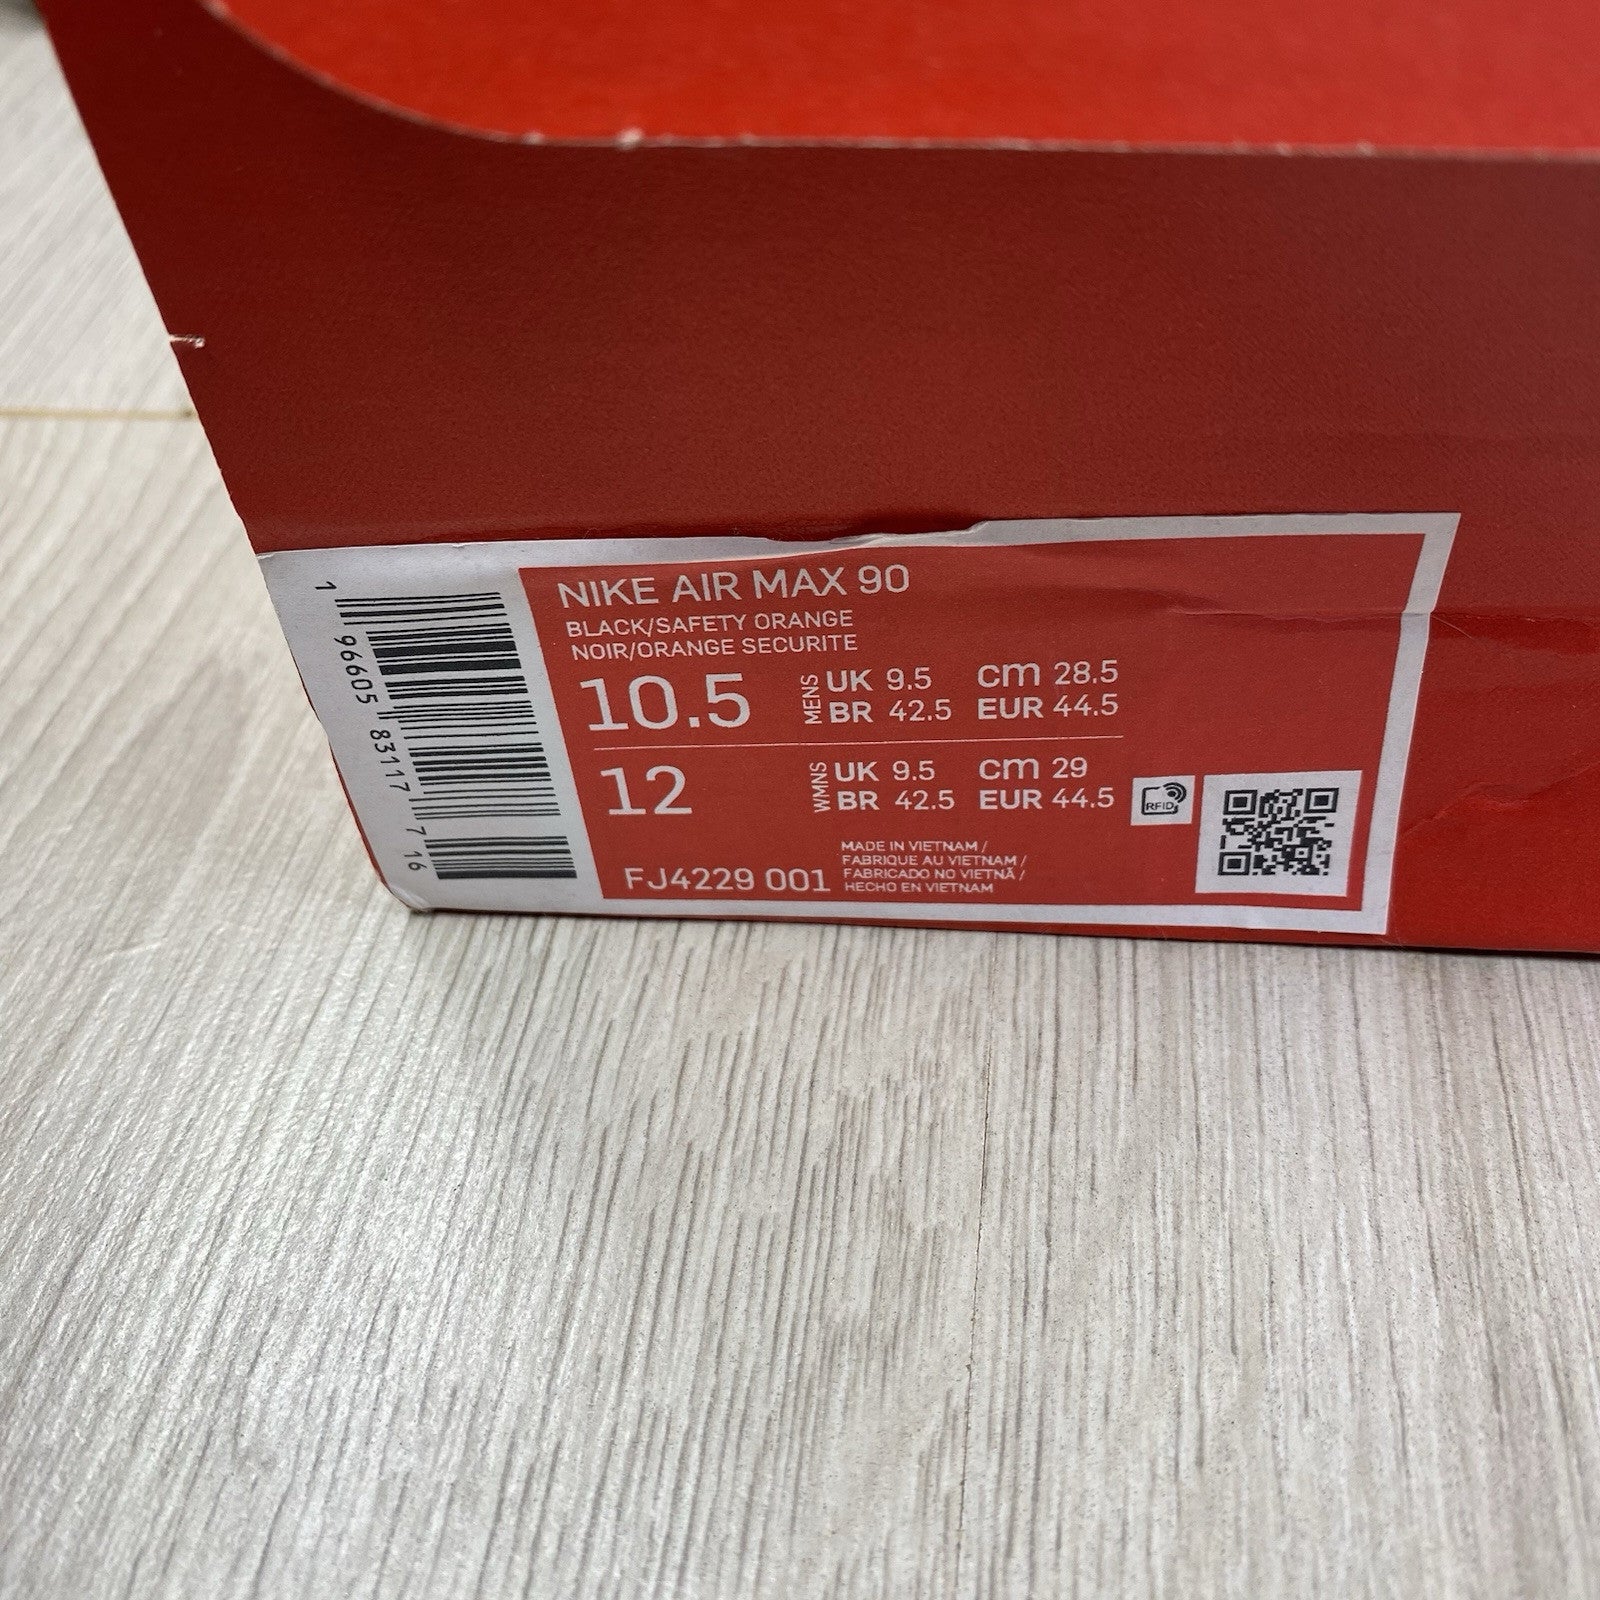 NIKE AIR MAX 90
BLACK/SAFETY ORANGE
NOIR/ORANGE SECURITE
10.5 MENS UK 9.5 cm 28.5
BR 42.5 EUR 44.5
12 WMNS UK 9.5 cm 29
BR 42.5 EUR 44.5
RFID
FJ4229 001
MADE IN VIETNAM /
FABRIQUE AU VIETNAM /
FABRICADO NO VIETNÃ /
HECHO EN VIETNAM
1 96605 83117 7 16